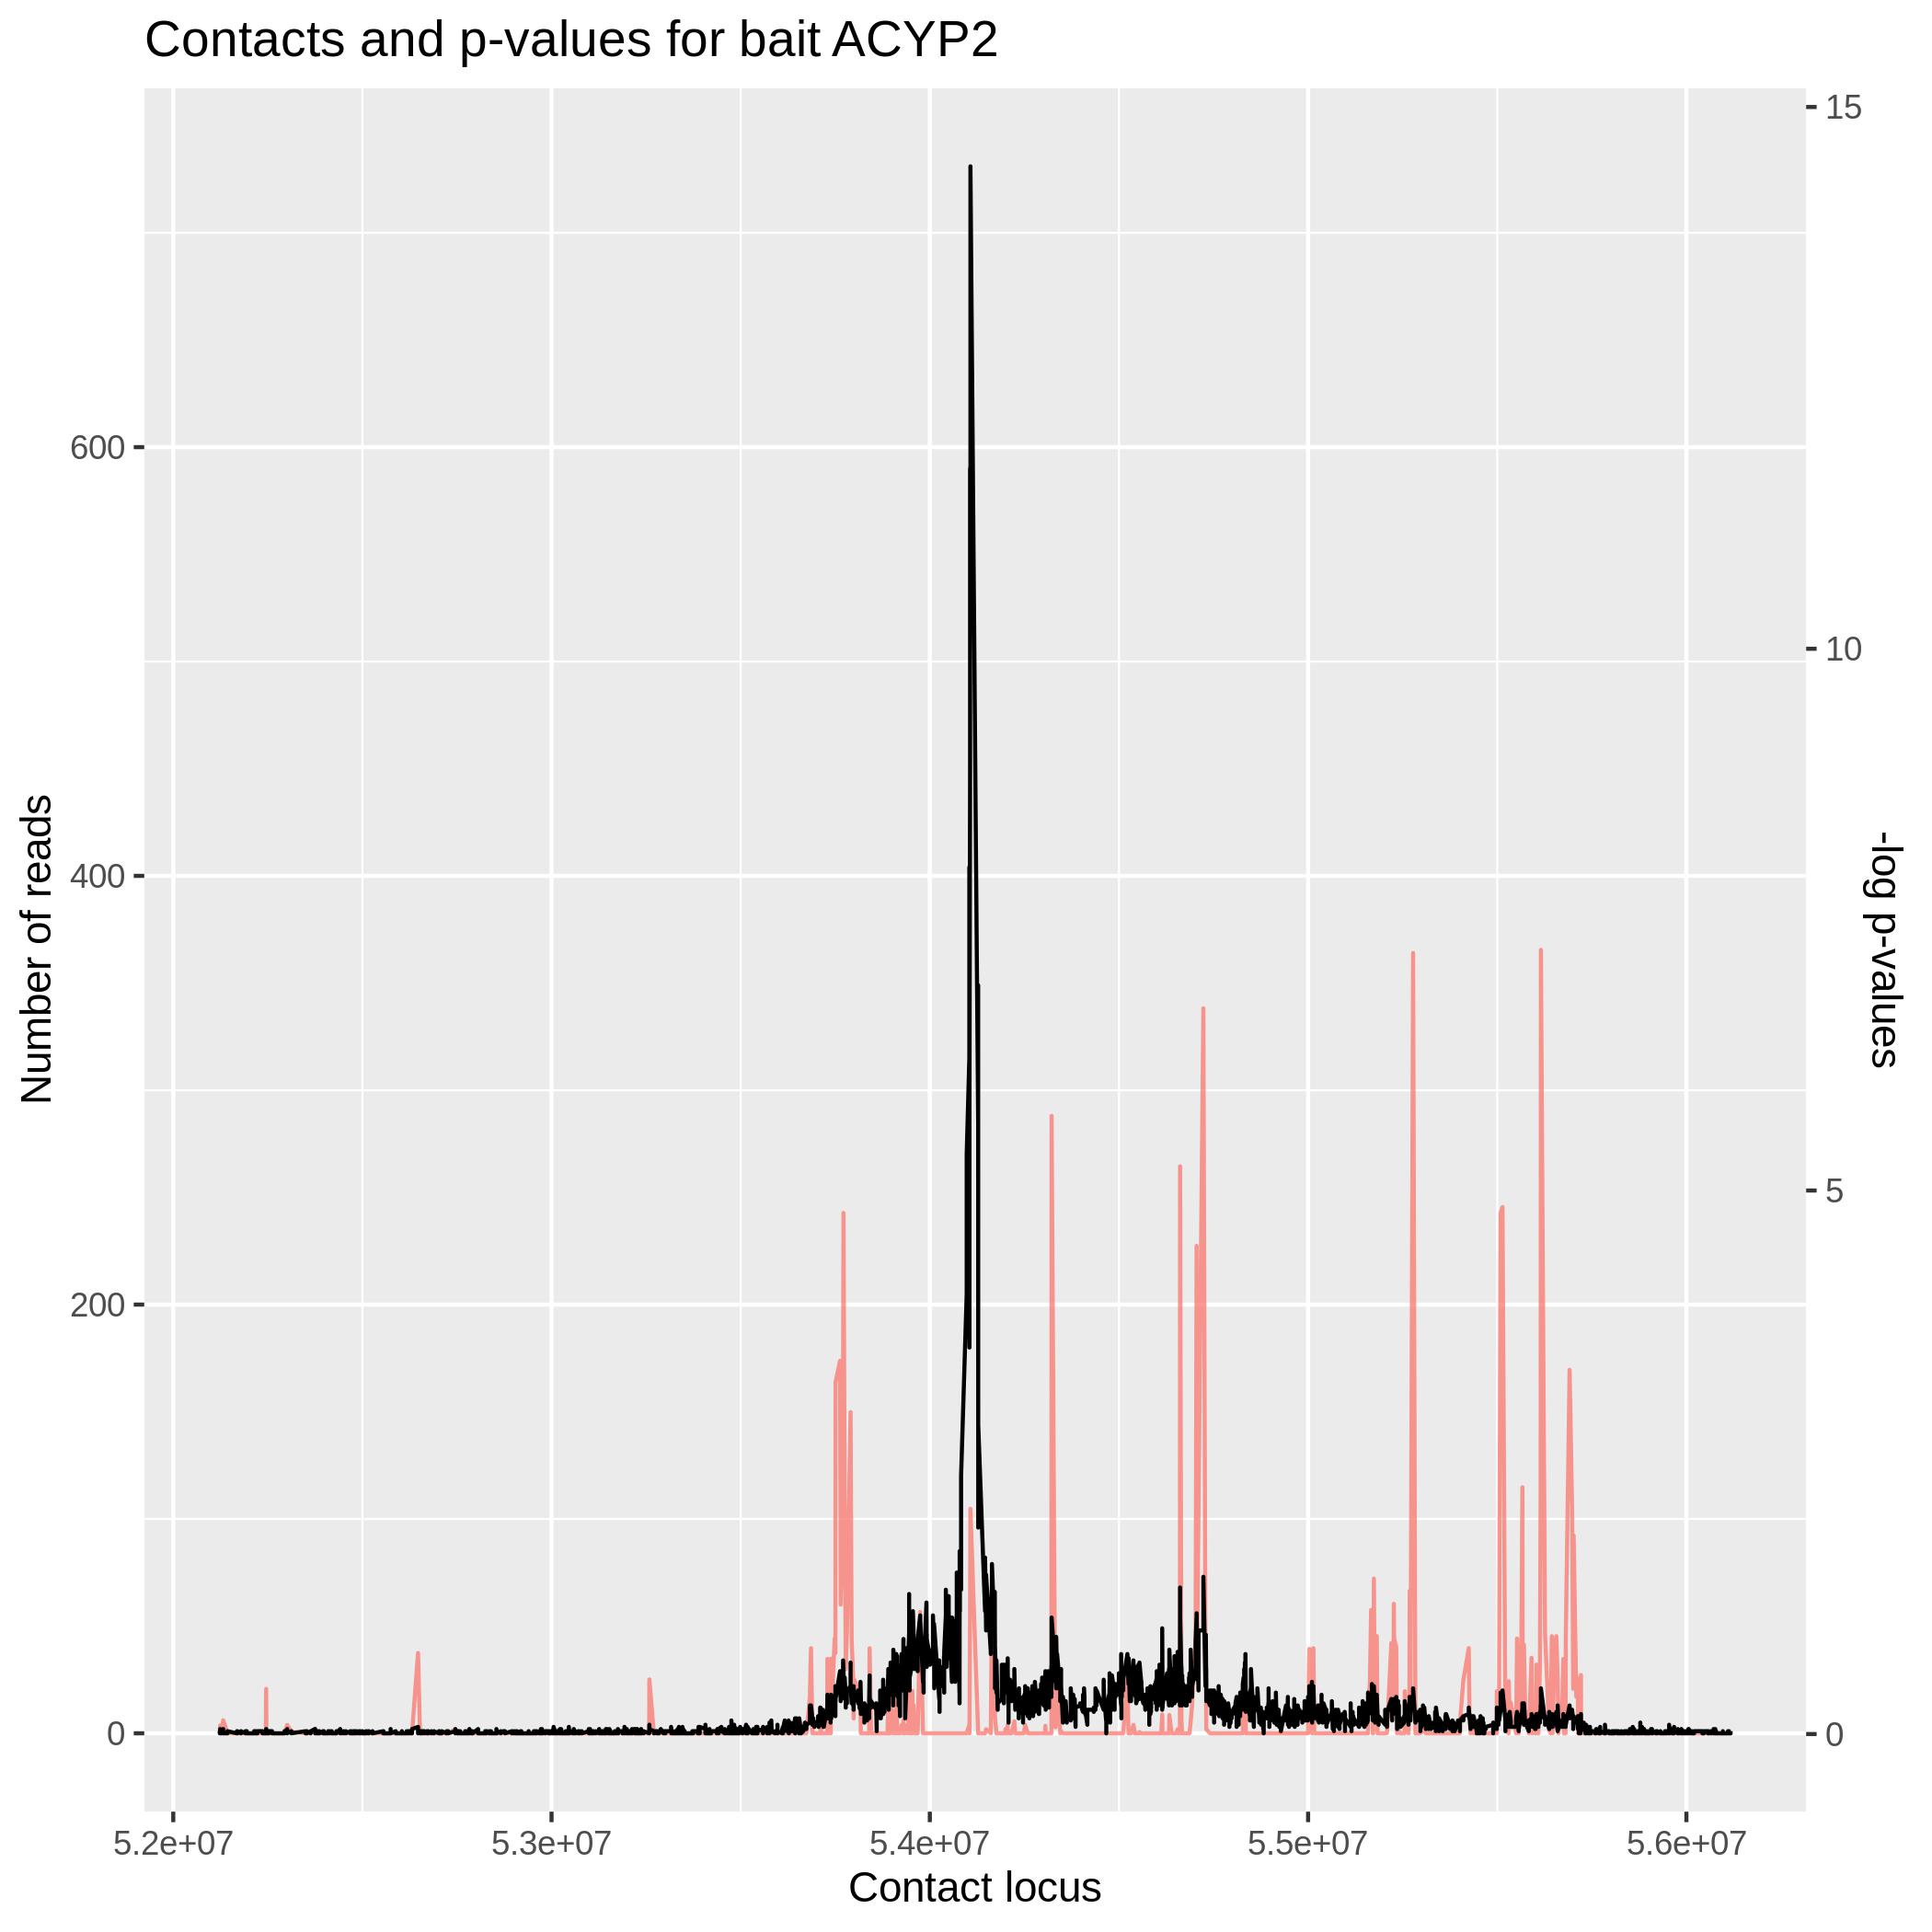 Contacts and p-values for bait ACYP2
15
600
10
400
Number of reads
-log p-values
5
200
0
0
5.2e+07
5.3e+07
5.4e+07
5.5e+07
5.6e+07
Contact locus